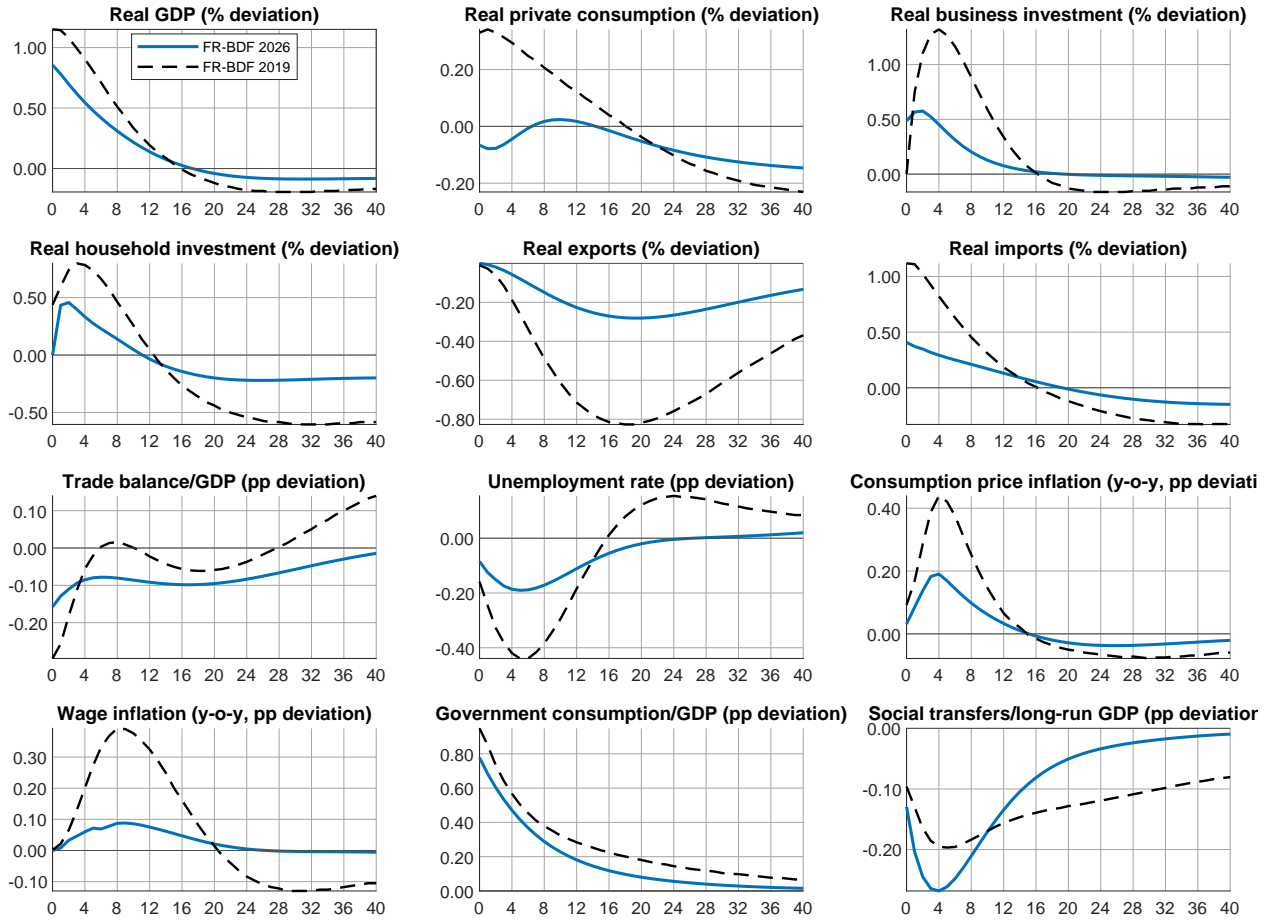 Real GDP (% deviation)
1.00
0.50
0.00
0 4 8 12 16 20 24 28 32 36 40
FR-BDF 2026
FR-BDF 2019
Real private consumption (% deviation)
0.20
0.00
-0.20
0 4 8 12 16 20 24 28 32 36 40
Real business investment (% deviation)
1.00
0.50
0.00
0 4 8 12 16 20 24 28 32 36 40
Real household investment (% deviation)
0.50
0.00
-0.50
0 4 8 12 16 20 24 28 32 36 40
Real exports (% deviation)
-0.20
-0.40
-0.60
-0.80
0 4 8 12 16 20 24 28 32 36 40
Real imports (% deviation)
1.00
0.50
0.00
0 4 8 12 16 20 24 28 32 36 40
Trade balance/GDP (pp deviation)
0.10
0.00
-0.10
-0.20
0 4 8 12 16 20 24 28 32 36 40
Unemployment rate (pp deviation)
0.00
-0.20
-0.40
0 4 8 12 16 20 24 28 32 36 40
Consumption price inflation (y-o-y, pp deviati
0.40
0.20
0.00
0 4 8 12 16 20 24 28 32 36 40
Wage inflation (y-o-y, pp deviation)
0.30
0.20
0.10
0.00
-0.10
0 4 8 12 16 20 24 28 32 36 40
Government consumption/GDP (pp deviation)
0.80
0.60
0.40
0.20
0.00
0 4 8 12 16 20 24 28 32 36 40
Social transfers/long-run GDP (pp deviation
0.00
-0.10
-0.20
0 4 8 12 16 20 24 28 32 36 40